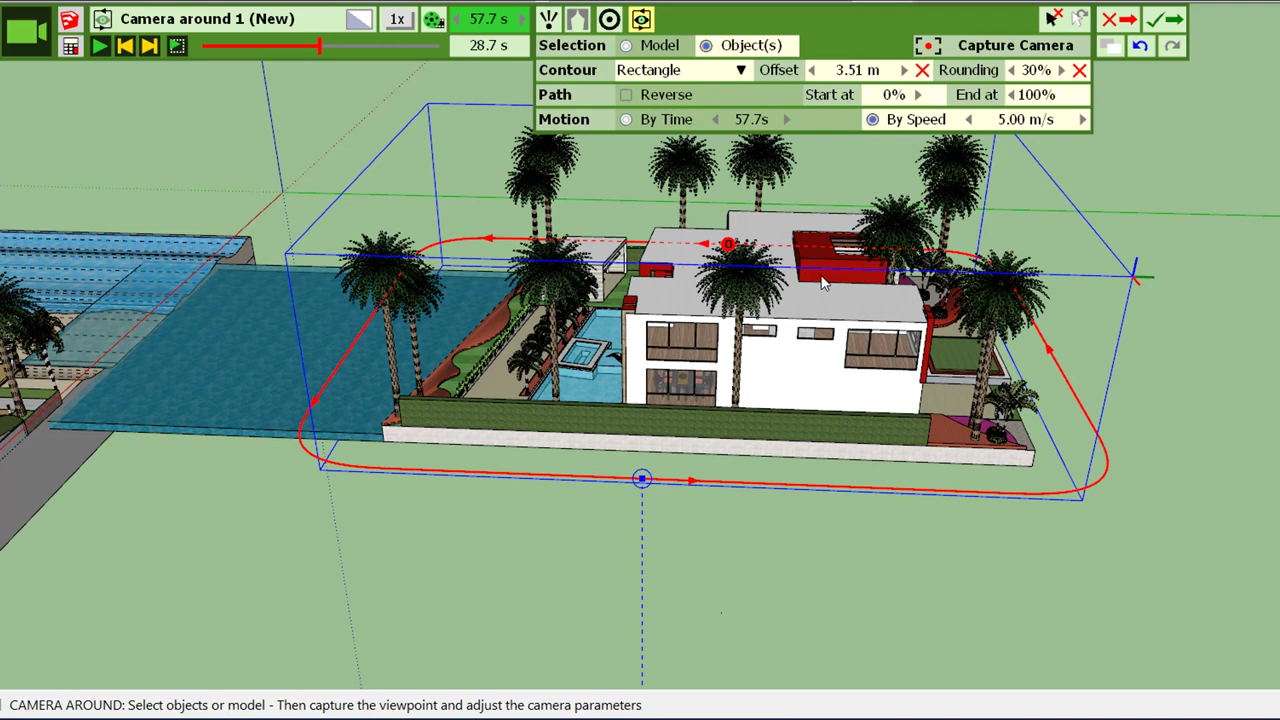 Camera around 1 (New) 1x 57.7 s
28.7 s
Selection Model Object(s) Capture Camera
Contour Rectangle Offset 3.51 m Rounding 30%
Path Reverse Start at 0% End at 100%
Motion By Time 57.7s By Speed 5.00 m/s
CAMERA AROUND: Select objects or model - Then capture the viewpoint and adjust the camera parameters